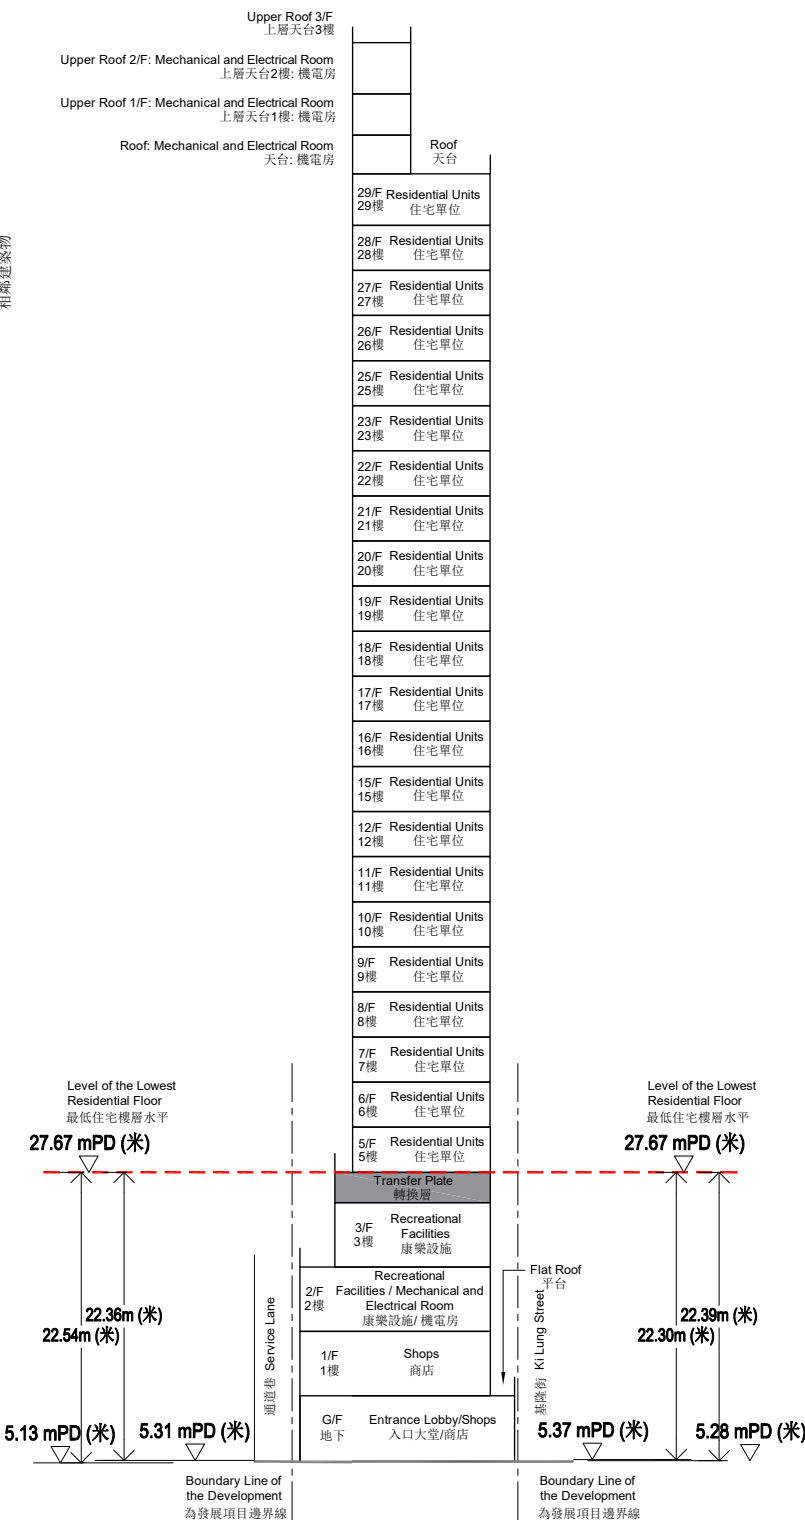 Upper Roof 3/F
上層天台3樓
Upper Roof 2/F: Mechanical and Electrical Room
上層天台2樓: 機電房
Upper Roof 1/F: Mechanical and Electrical Room
上層天台1樓: 機電房
Roof: Mechanical and Electrical Room
天台: 機電房
Roof
天台
相鄰建築物
29/F Residential Units
29樓 住宅單位
28/F Residential Units
28樓 住宅單位
27/F Residential Units
27樓 住宅單位
26/F Residential Units
26樓 住宅單位
25/F Residential Units
25樓 住宅單位
23/F Residential Units
23樓 住宅單位
22/F Residential Units
22樓 住宅單位
21/F Residential Units
21樓 住宅單位
20/F Residential Units
20樓 住宅單位
19/F Residential Units
19樓 住宅單位
18/F Residential Units
18樓 住宅單位
17/F Residential Units
17樓 住宅單位
16/F Residential Units
16樓 住宅單位
15/F Residential Units
15樓 住宅單位
12/F Residential Units
12樓 住宅單位
11/F Residential Units
11樓 住宅單位
10/F Residential Units
10樓 住宅單位
9/F Residential Units
9樓 住宅單位
8/F Residential Units
8樓 住宅單位
7/F Residential Units
7樓 住宅單位
6/F Residential Units
6樓 住宅單位
5/F Residential Units
5樓 住宅單位
Level of the Lowest
Residential Floor
最低住宅樓層水平
27.67 mPD (米)
Level of the Lowest
Residential Floor
最低住宅樓層水平
27.67 mPD (米)
Transfer Plate
轉換層
3/F
3樓
Recreational
Facilities
康樂設施
2/F
2樓
Recreational
Facilities / Mechanical and
Electrical Room
康樂設施/ 機電房
Flat Roof
平台
1/F
1樓
Shops
商店
G/F
地下
Entrance Lobby/Shops
入口大堂/商店
22.36m (米)
22.54m (米)
22.39m (米)
22.30m (米)
通道巷 Service Lane
基隆街 Ki Lung Street
5.13 mPD (米)
5.31 mPD (米)
5.37 mPD (米)
5.28 mPD (米)
Boundary Line of
the Development
為發展項目邊界線
Boundary Line of
the Development
為發展項目邊界線